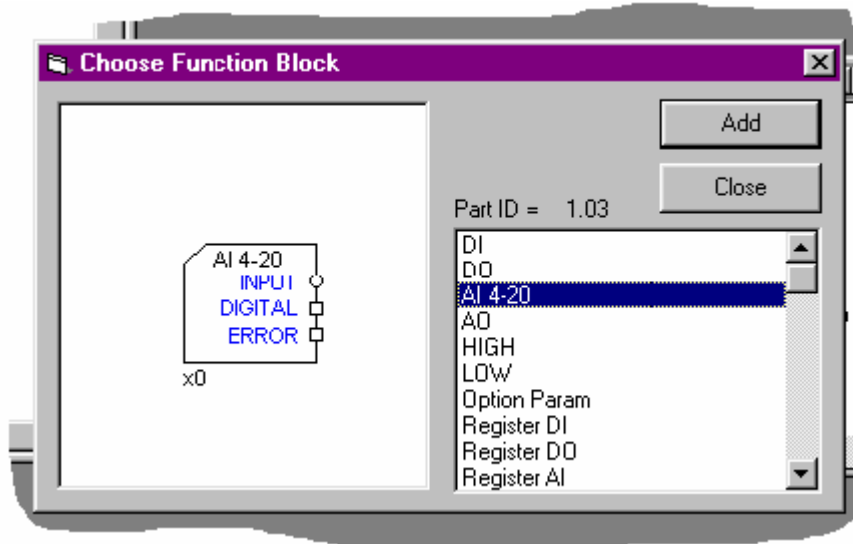 Choose Function Block
AI 4-20
INPUT
DIGITAL
ERROR
x0
Add
Close
Part ID = 1.03
DI
DO
AI 4-20
AO
HIGH
LOW
Option Param
Register DI
Register DO
Register AI